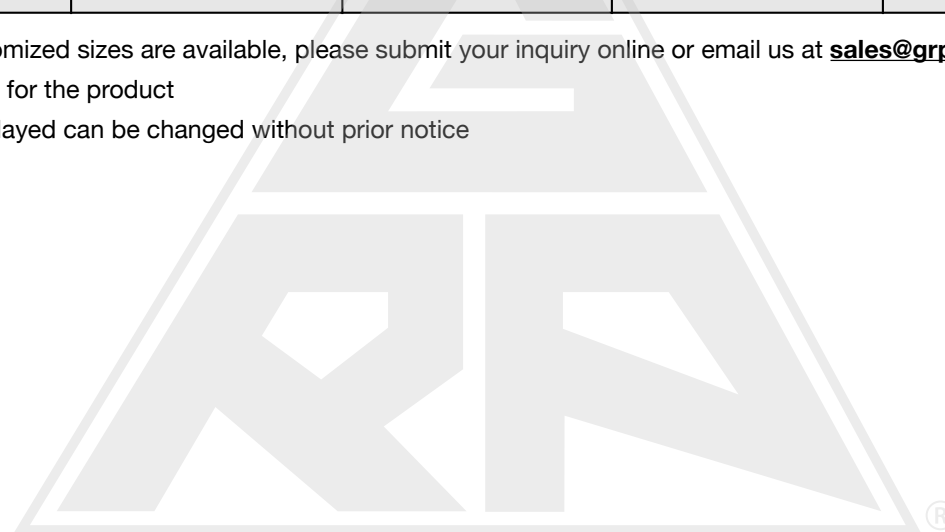 omized sizes are available, please submit your inquiry online or email us at sales@grp
for the product
layed can be changed without prior notice
GRP
®